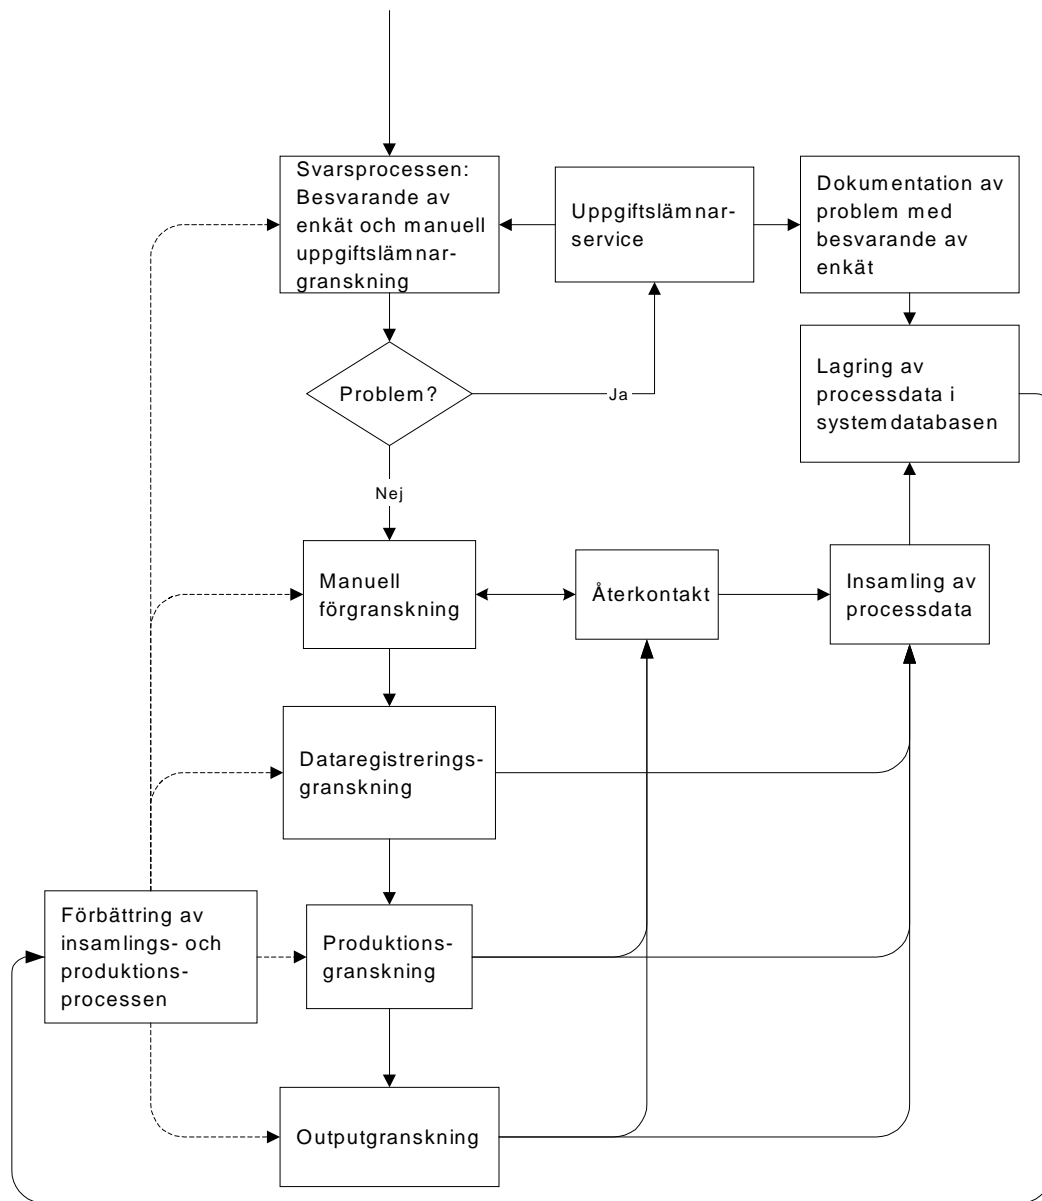 Svarsprocessen:
Besvarande av
enkät och manuell
uppgiftslämnar-
granskning
Uppgiftslämnar-
service
Dokumentation av
problem med
besvarande av
enkät
Problem?
Ja
Lagring av
processdata i
systemdatabasen
Nej
Manuell
förgranskning
Återkontakt
Insamling av
processdata
Dataregistrerings-
granskning
Förbättring av
insamlings- och
produktions-
processen
Produktions-
granskning
Outputgranskning